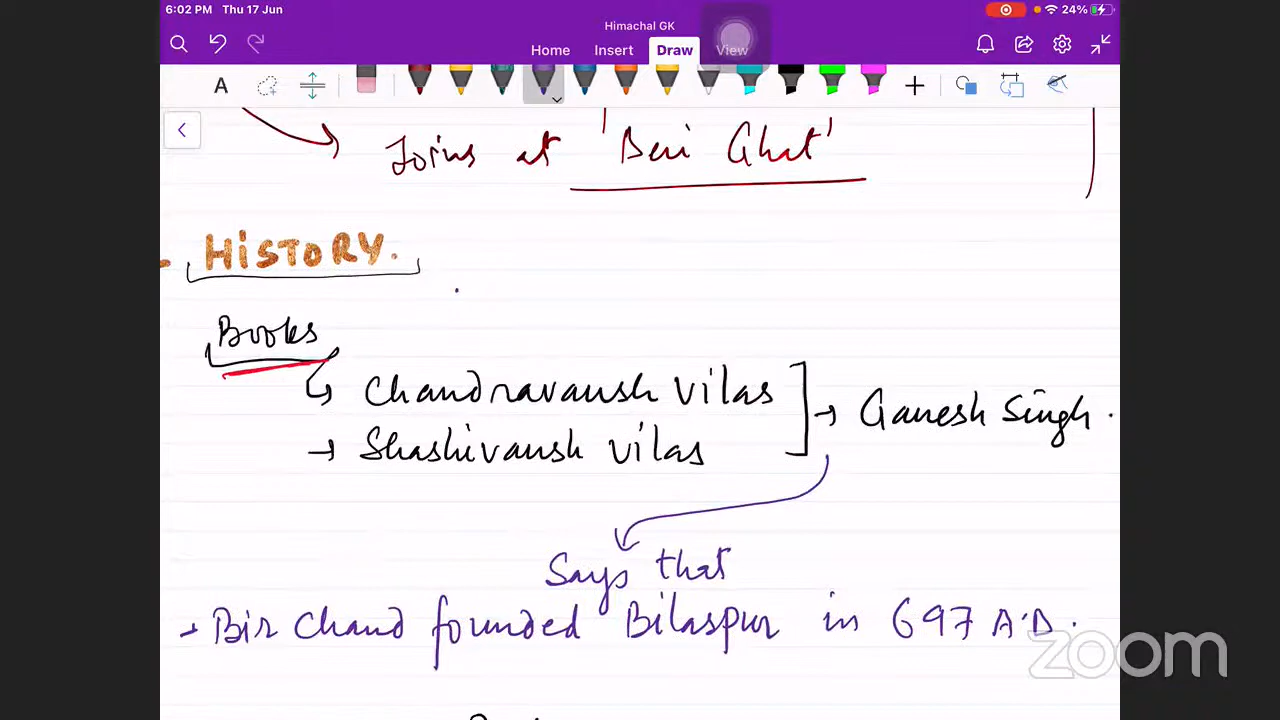 6:02 PM Thu 17 Jun
24%
Himachal GK
Home Insert Draw View
A
Joins at 'Beri Ghat'
HISTORY.
Books
Chandravansh Vilas
→ Shashivansh Vilas
→ Ganesh Singh.
Says that
→ Bir Chand founded Bilaspur in 697 A.D.
zoom